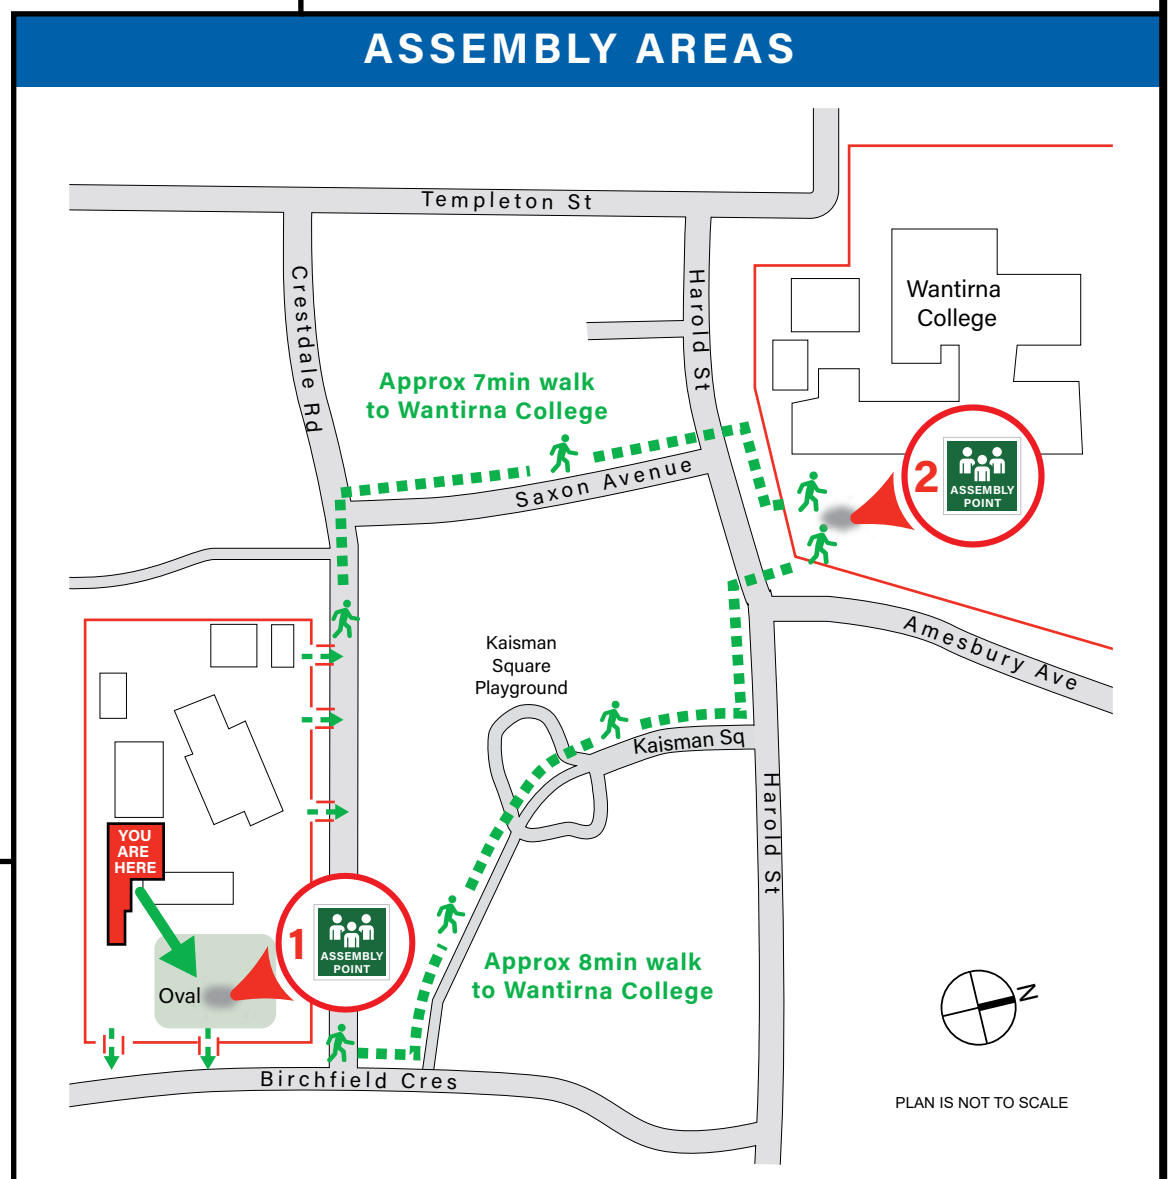 ASSEMBLY AREAS
Templeton St
Crestdale Rd
Harold St
Wantirna
College
Approx 7min walk
to Wantirna College
Saxon Avenue
2
ASSEMBLY
POINT
Amesbury Ave
Kaisman
Square
Playground
Kaisman Sq
Harold St
YOU
ARE
HERE
1
ASSEMBLY
POINT
Oval
Approx 8min walk
to Wantirna College
N
Birchfield Cres
PLAN IS NOT TO SCALE